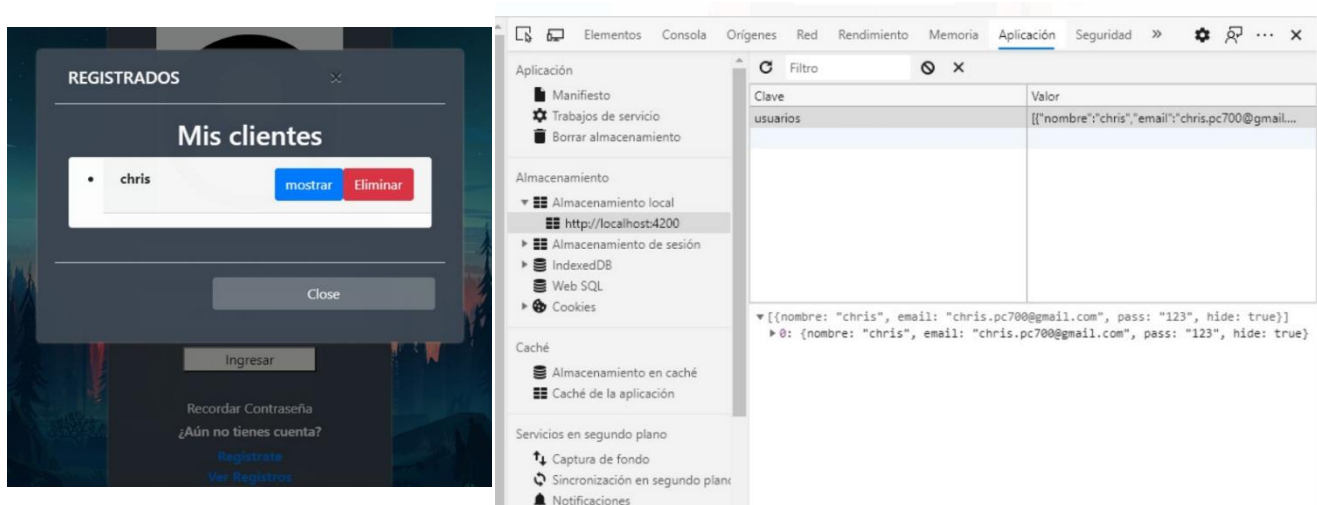 REGISTRADOS ×
Mis clientes
• chris mostrar Eliminar
Close
Ingresar
Recordar Contraseña
¿Aún no tienes cuenta?
Registrate
Ver Registros
Elementos Consola Orígenes Red Rendimiento Memoria Aplicación Seguridad »
Aplicación
Manifiesto
Trabajos de servicio
Borrar almacenamiento
Almacenamiento
Almacenamiento local
http://localhost:4200
Almacenamiento de sesión
IndexedDB
Web SQL
Cookies
Caché
Almacenamiento en caché
Caché de la aplicación
Servicios en segundo plano
Captura de fondo
Sincronización en segundo plano
Notificaciones
Filtro
Clave Valor
usuarios [{"nombre":"chris","email":"chris.pc700@gmail....
▼[{nombre: "chris", email: "chris.pc700@gmail.com", pass: "123", hide: true}]
▶0: {nombre: "chris", email: "chris.pc700@gmail.com", pass: "123", hide: true}